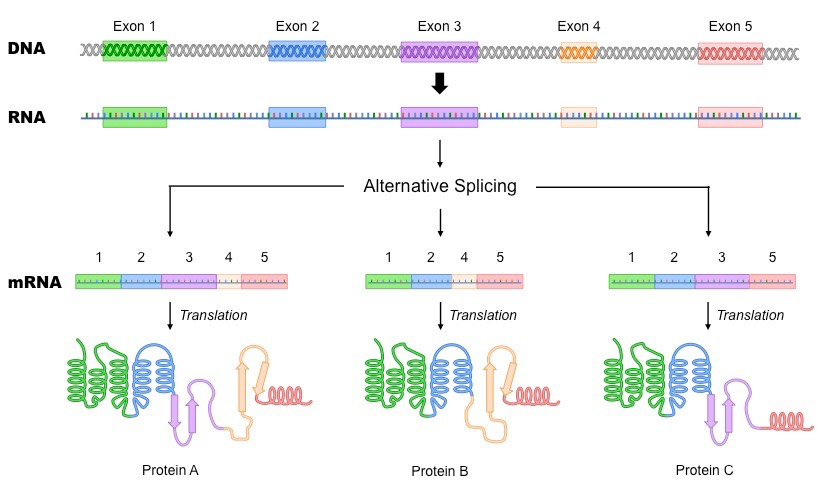 Exon 1 Exon 2 Exon 3 Exon 4 Exon 5
DNA
RNA
Alternative Splicing
1 2 3 4 5 1 2 4 5 1 2 3 5
mRNA
Translation Translation Translation
Protein A Protein B Protein C